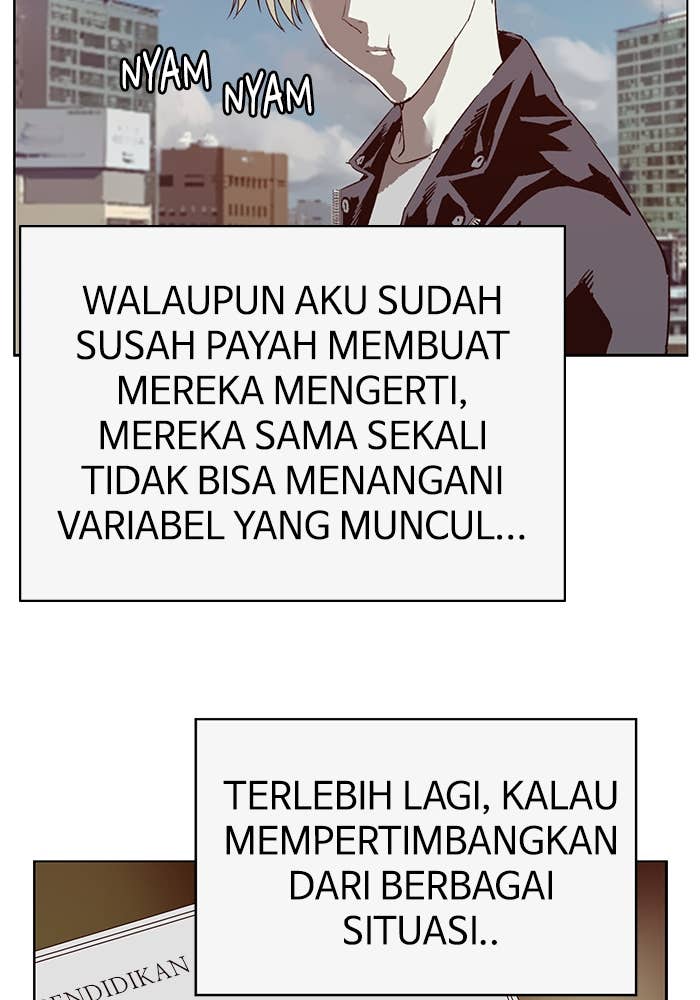 NYAM
NYAM
WALAUPUN AKU SUDAH
SUSAH PAYAH MEMBUAT
MEREKA MENGERTI,
MEREKA SAMA SEKALI
TIDAK BISA MENANGANI
VARIABEL YANG MUNCUL...
TERLEBIH LAGI, KALAU
MEMPERTIMBANGKAN
DARI BERBAGAI
SITUASI..
PENDIDIKAN